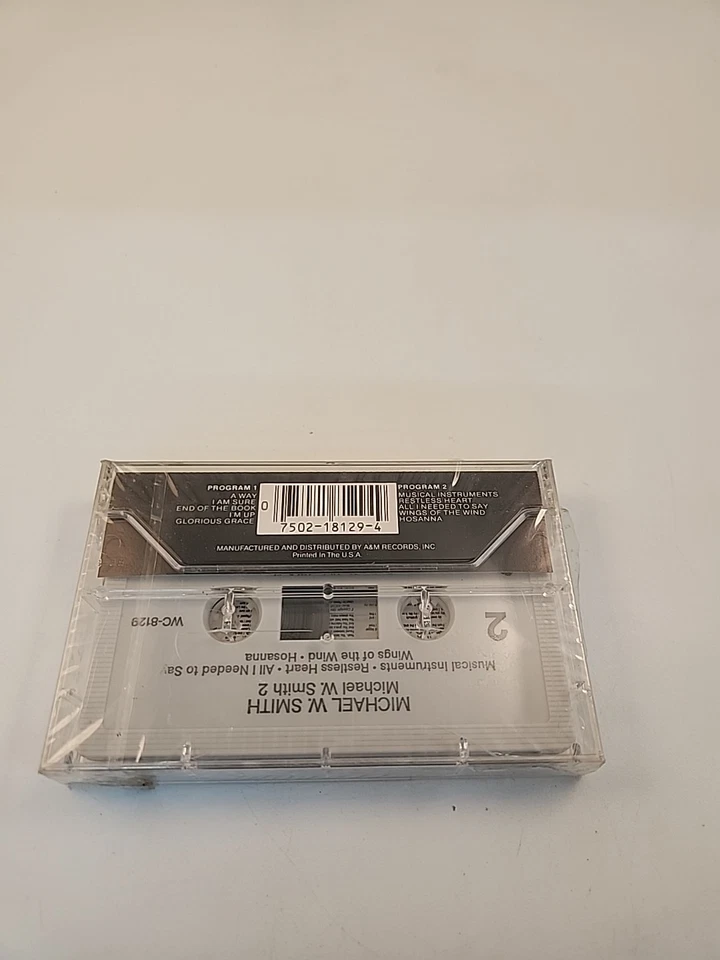 PROGRAM 1
A WAY
I AM SURE
END OF THE BOOK
I'M UP
GLORIOUS GRACE
0 7502-18129-4
PROGRAM 2
MUSICAL INSTRUMENTS
RESTLESS HEART
ALL I NEEDED TO SAY
WINGS OF THE WIND
HOSANNA
MANUFACTURED AND DISTRIBUTED BY A&M RECORDS, INC.
Printed In The U.S.A.
MICHAEL W. SMITH
Michael W. Smith 2
Musical Instruments • Restless Heart • All I Needed to Say
Wings of the Wind • Hosanna
2
WC-8129